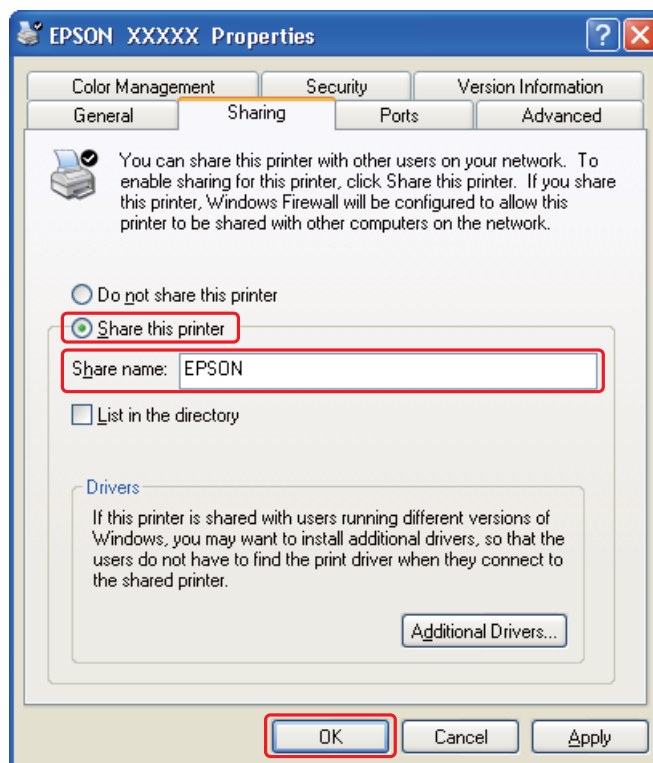 EPSON XXXXX Properties
Color Management Security Version Information
General Sharing Ports Advanced
You can share this printer with other users on your network. To
enable sharing for this printer, click Share this printer. If you share
this printer, Windows Firewall will be configured to allow this
printer to be shared with other computers on the network.
Do not share this printer
Share this printer
Share name: EPSON
List in the directory
Drivers
If this printer is shared with users running different versions of
Windows, you may want to install additional drivers, so that the
users do not have to find the print driver when they connect to
the shared printer.
Additional Drivers...
OK Cancel Apply